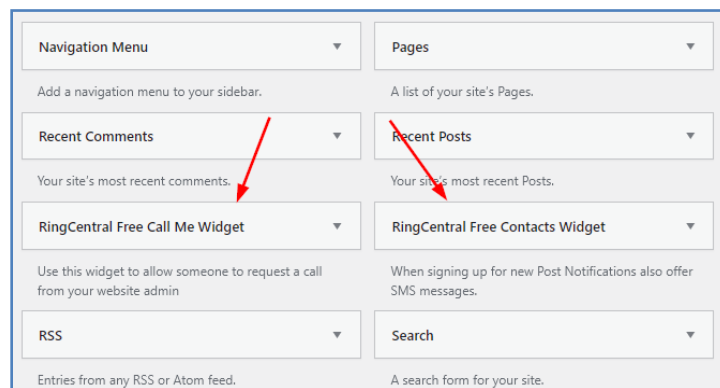 Navigation Menu
Pages
Add a navigation menu to your sidebar.
A list of your site's Pages.
Recent Comments
Recent Posts
Your site's most recent comments.
Your site's most recent Posts.
RingCentral Free Call Me Widget
RingCentral Free Contacts Widget
Use this widget to allow someone to request a call
from your website admin
When signing up for new Post Notifications also offer
SMS messages.
RSS
Search
Entries from any RSS or Atom feed.
A search form for your site.